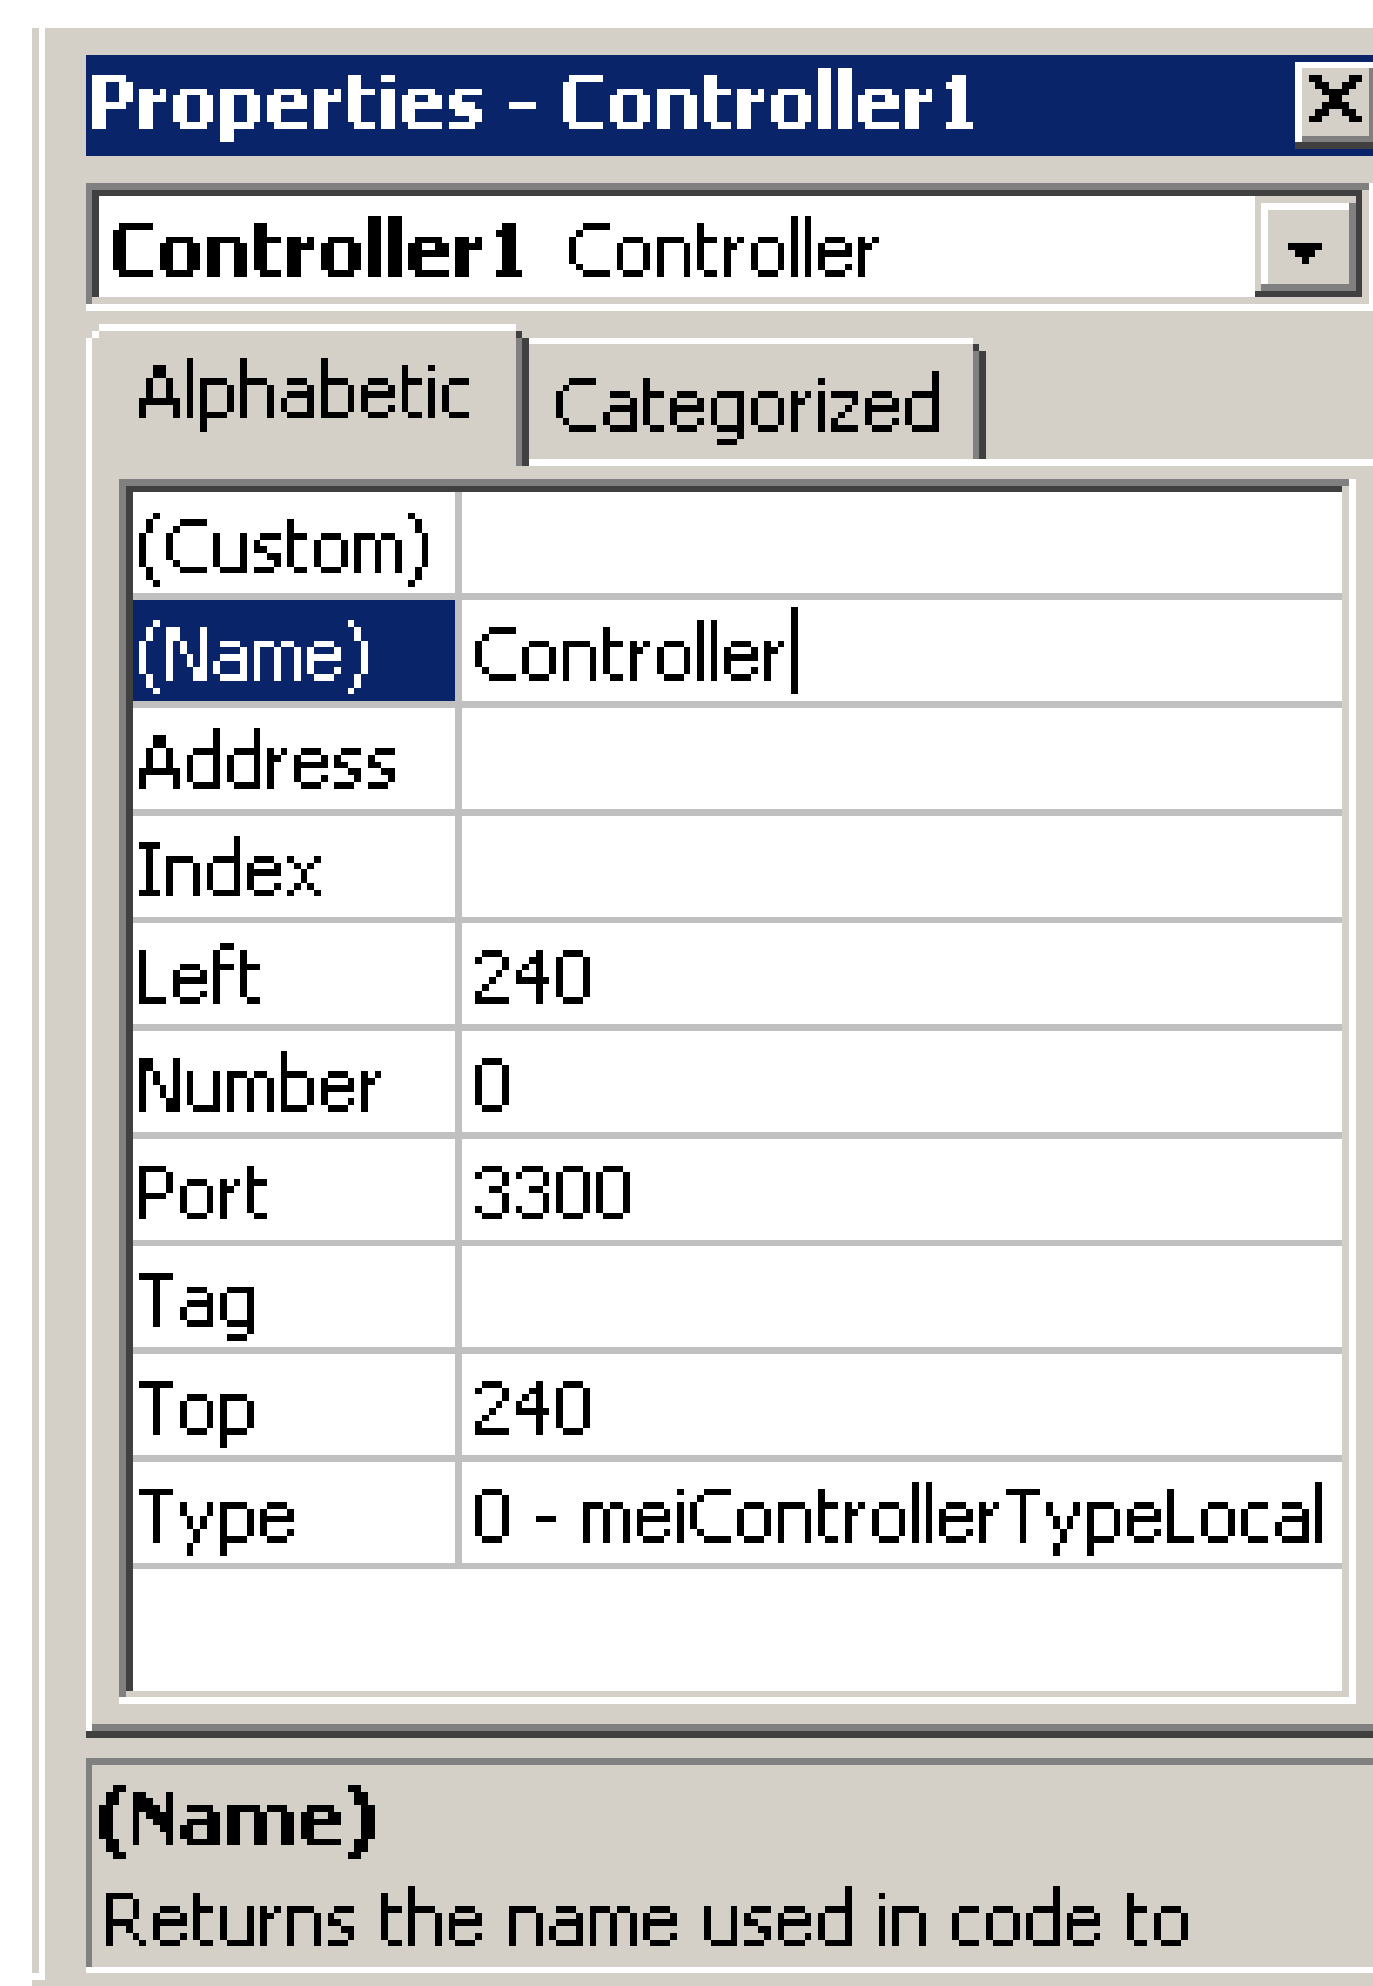 Properties - Controller1
Controller1 Controller
Alphabetic Categorized
(Custom)
(Name) Controller
Address
Index
Left 240
Number 0
Port 3300
Tag
Top 240
Type 0 - meiControllerTypeLocal
(Name)
Returns the name used in code to